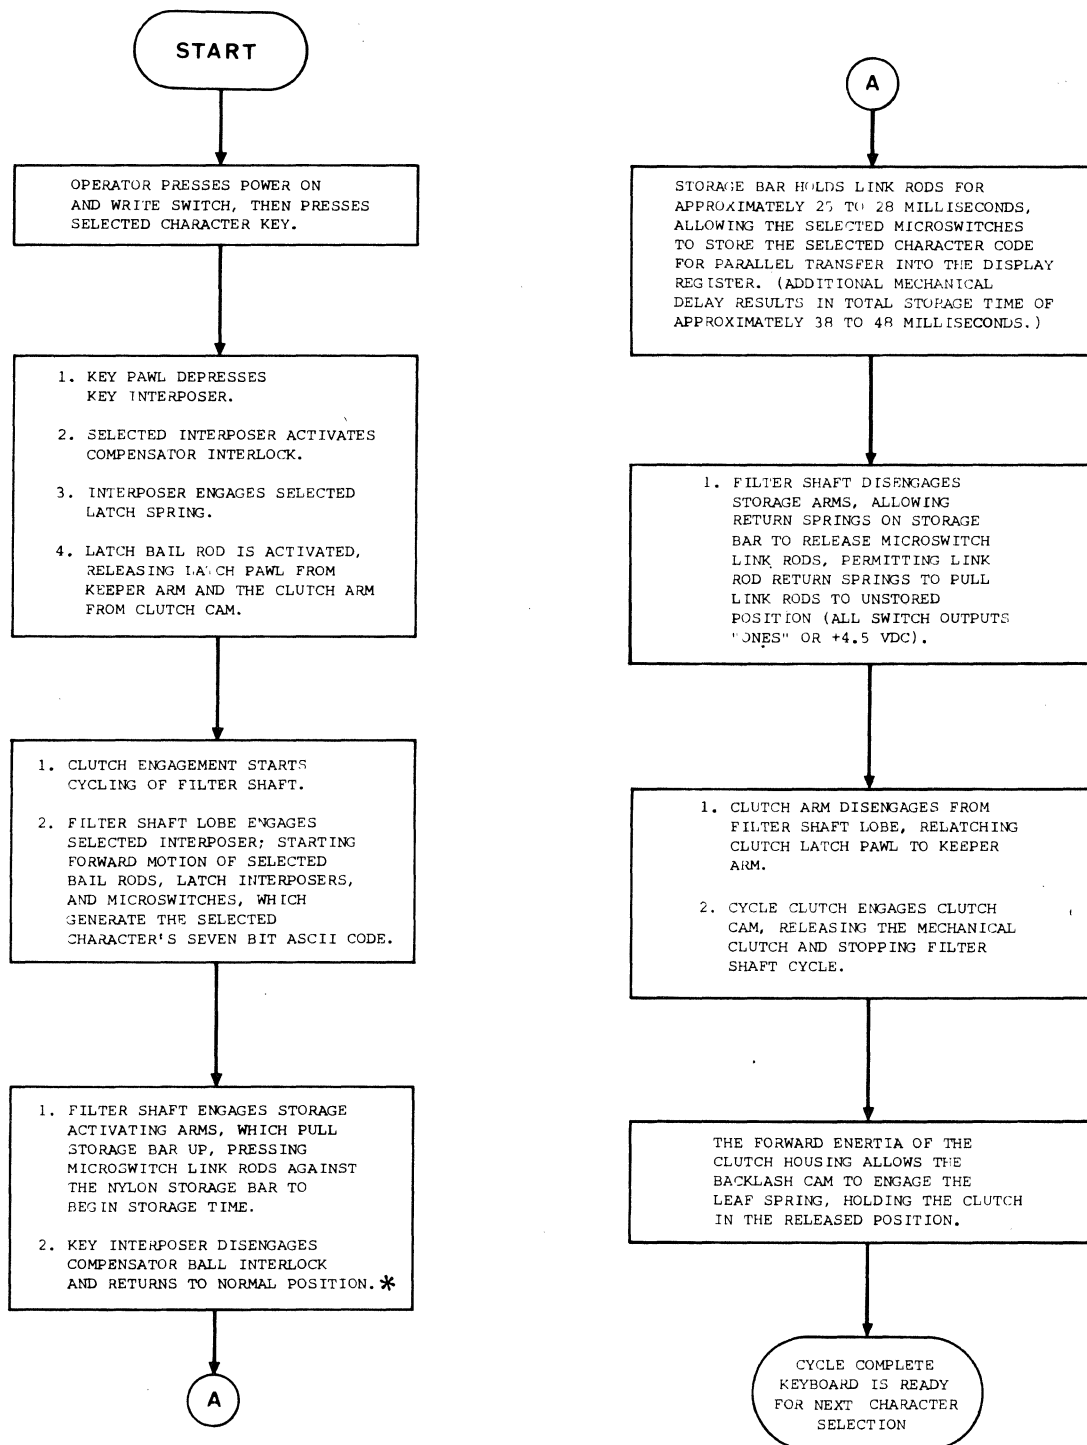 START
OPERATOR PRESSES POWER ON
AND WRITE SWITCH, THEN PRESSES
SELECTED CHARACTER KEY.
1. KEY PAWL DEPRESSES
KEY INTERPOSER.
2. SELECTED INTERPOSER ACTIVATES
COMPENSATOR INTERLOCK.
3. INTERPOSER ENGAGES SELECTED
LATCH SPRING.
4. LATCH BAIL ROD IS ACTIVATED,
RELEASING LATCH PAWL FROM
KEEPER ARM AND THE CLUTCH ARM
FROM CLUTCH CAM.
1. CLUTCH ENGAGEMENT STARTS
CYCLING OF FILTER SHAFT.
2. FILTER SHAFT LOBE ENGAGES
SELECTED INTERPOSER; STARTING
FORWARD MOTION OF SELECTED
BAIL RODS, LATCH INTERPOSERS,
AND MICROSWITCHES, WHICH
GENERATE THE SELECTED
CHARACTER'S SEVEN BIT ASCII CODE.
1. FILTER SHAFT ENGAGES STORAGE
ACTIVATING ARMS, WHICH PULL
STORAGE BAR UP, PRESSING
MICROSWITCH LINK RODS AGAINST
THE NYLON STORAGE BAR TO
BEGIN STORAGE TIME.
2. KEY INTERPOSER DISENGAGES
COMPENSATOR BALL INTERLOCK
AND RETURNS TO NORMAL POSITION.*
A
A
STORAGE BAR HOLDS LINK RODS FOR
APPROXIMATELY 25 TO 28 MILLISECONDS,
ALLOWING THE SELECTED MICROSWITCHES
TO STORE THE SELECTED CHARACTER CODE
FOR PARALLEL TRANSFER INTO THE DISPLAY
REGISTER. (ADDITIONAL MECHANICAL
DELAY RESULTS IN TOTAL STORAGE TIME OF
APPROXIMATELY 38 TO 48 MILLISECONDS.)
1. FILTER SHAFT DISENGAGES
STORAGE ARMS, ALLOWING
RETURN SPRINGS ON STORAGE
BAR TO RELEASE MICROSWITCH
LINK RODS, PERMITTING LINK
ROD RETURN SPRINGS TO PULL
LINK RODS TO UNSTORED
POSITION (ALL SWITCH OUTPUTS
"ONES" OR +4.5 VDC).
1. CLUTCH ARM DISENGAGES FROM
FILTER SHAFT LOBE, RELATCHING
CLUTCH LATCH PAWL TO KEEPER
ARM.
2. CYCLE CLUTCH ENGAGES CLUTCH
CAM, RELEASING THE MECHANICAL
CLUTCH AND STOPPING FILTER
SHAFT CYCLE.
THE FORWARD ENERTIA OF THE
CLUTCH HOUSING ALLOWS THE
BACKLASH CAM TO ENGAGE THE
LEAF SPRING, HOLDING THE CLUTCH
IN THE RELEASED POSITION.
CYCLE COMPLETE
KEYBOARD IS READY
FOR NEXT CHARACTER
SELECTION